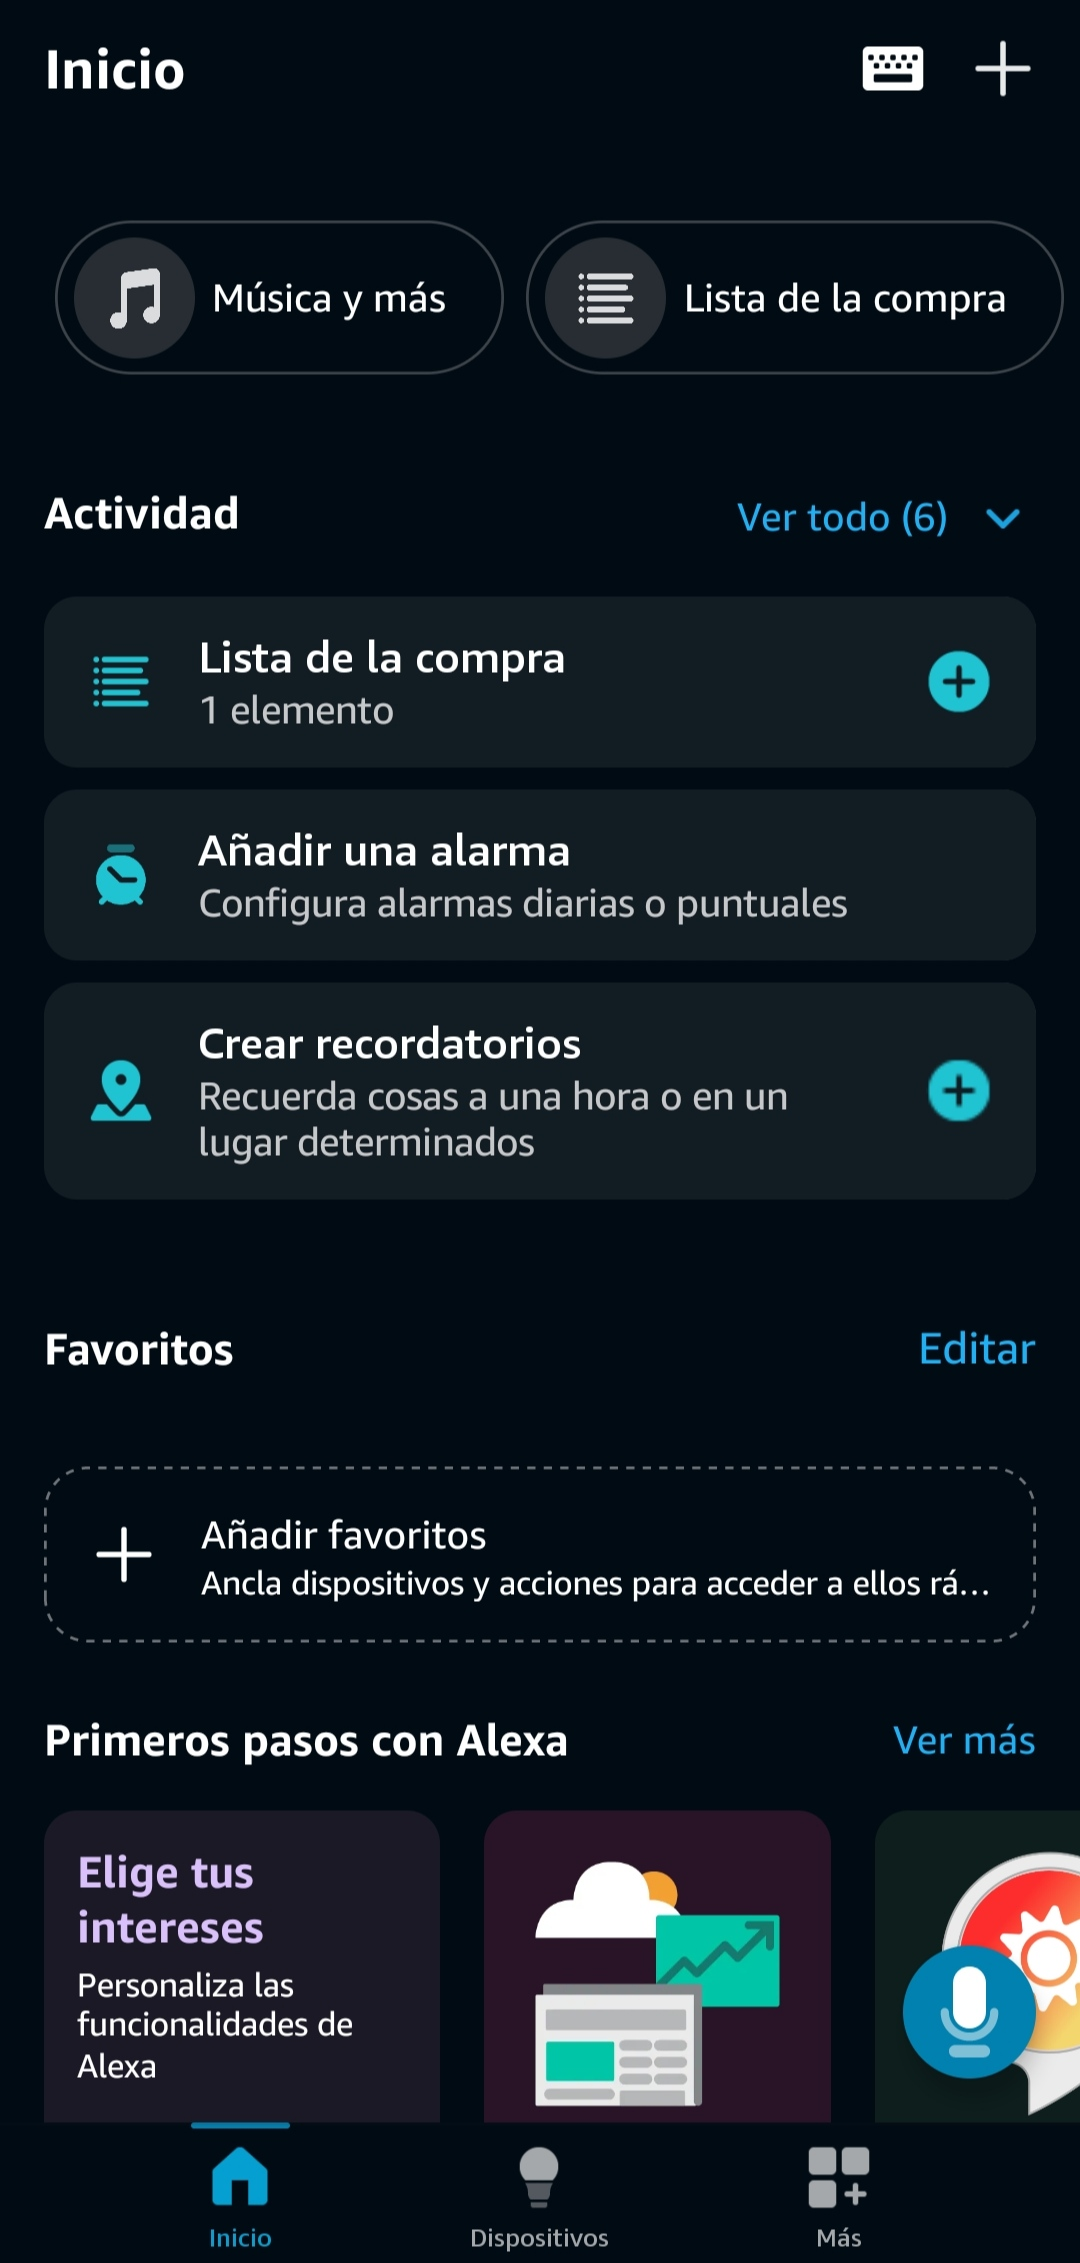 Inicio
Música y más
Lista de la compra
Actividad
Ver todo (6)
Lista de la compra
1 elemento
Añadir una alarma
Configura alarmas diarias o puntuales
Crear recordatorios
Recuerda cosas a una hora o en un
lugar determinados
Favoritos
Editar
Añadir favoritos
Ancla dispositivos y acciones para acceder a ellos rá...
Primeros pasos con Alexa
Ver más
Elige tus
intereses
Personaliza las
funcionalidades de
Alexa
Inicio
Dispositivos
Más